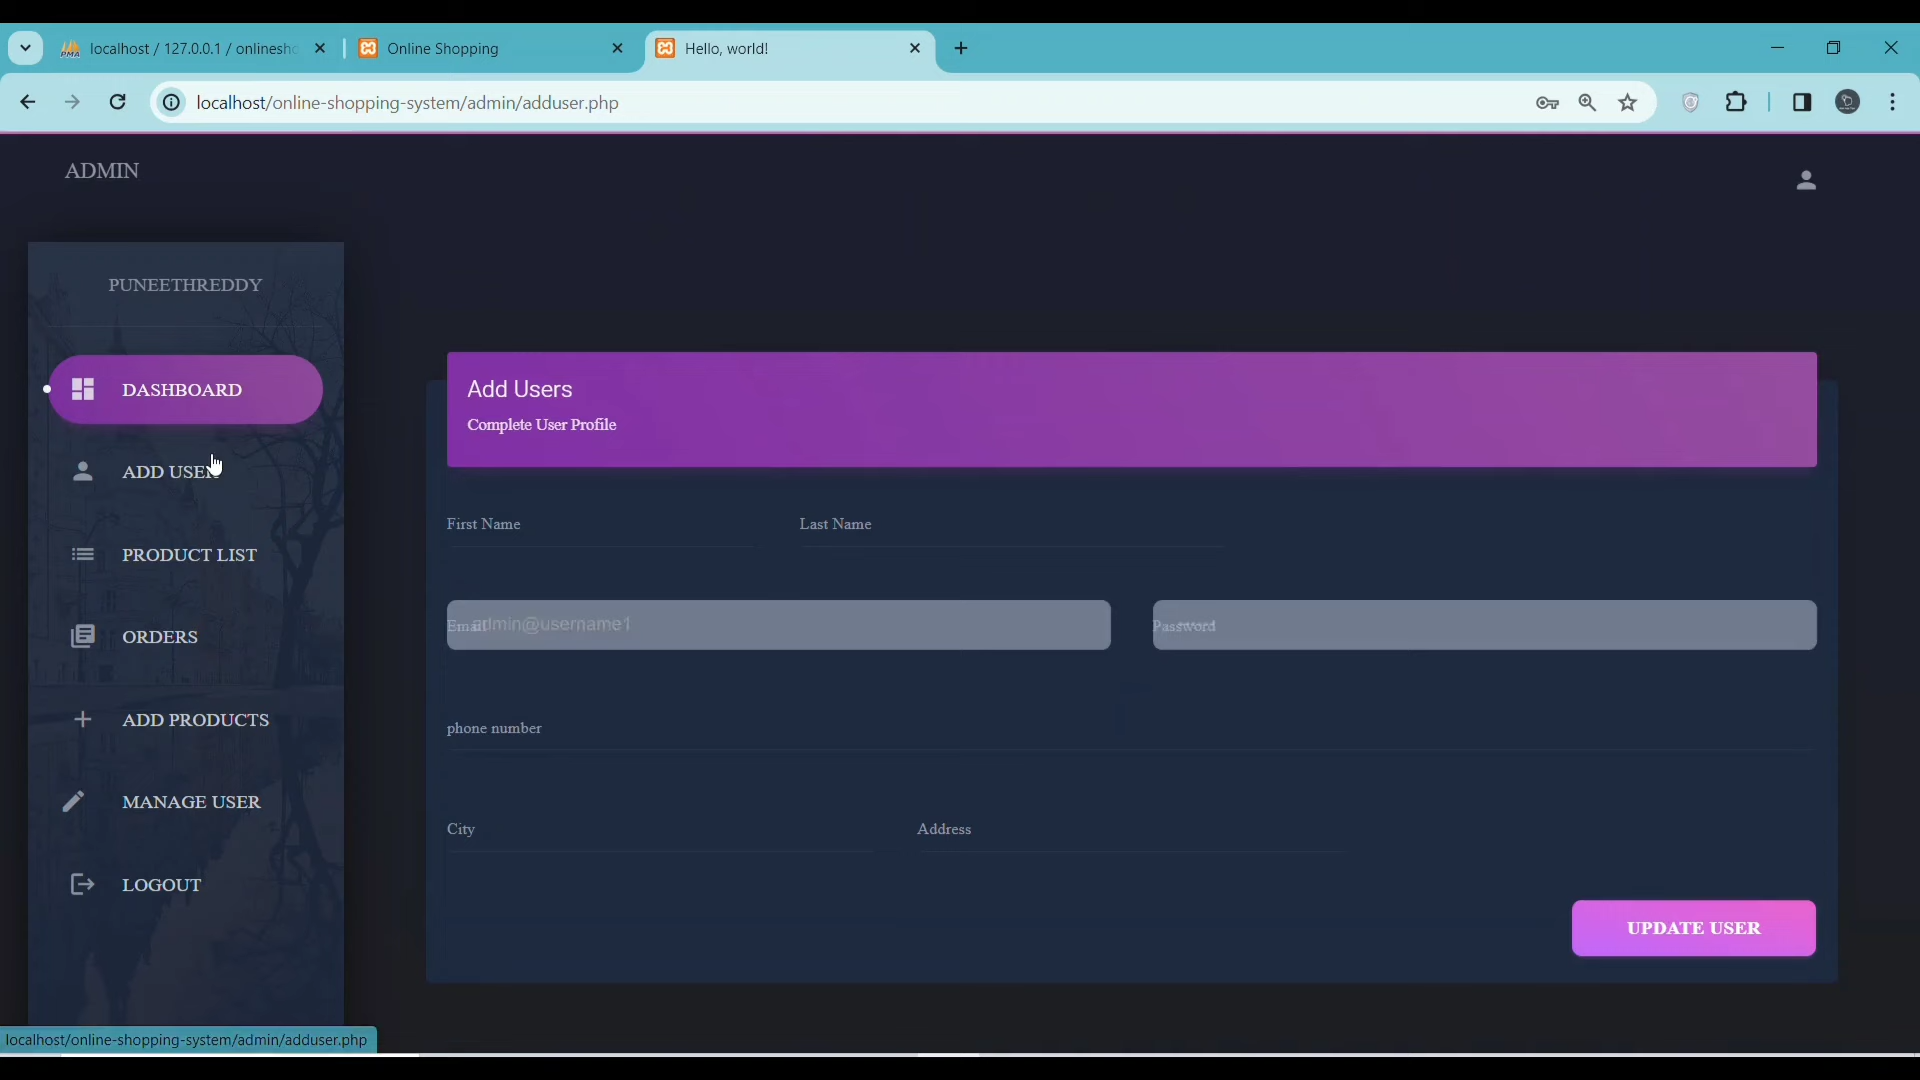 localhost / 127.0.0.1 / onlinesho
Online Shopping
Hello, world!
localhost/online-shopping-system/admin/adduser.php
ADMIN
PUNEETHREDDY
DASHBOARD
ADD USER
PRODUCT LIST
ORDERS
ADD PRODUCTS
MANAGE USER
LOGOUT
Add Users
Complete User Profile
First Name
Last Name
Email
admin@username1
Password
phone number
City
Address
UPDATE USER
localhost/online-shopping-system/admin/adduser.php